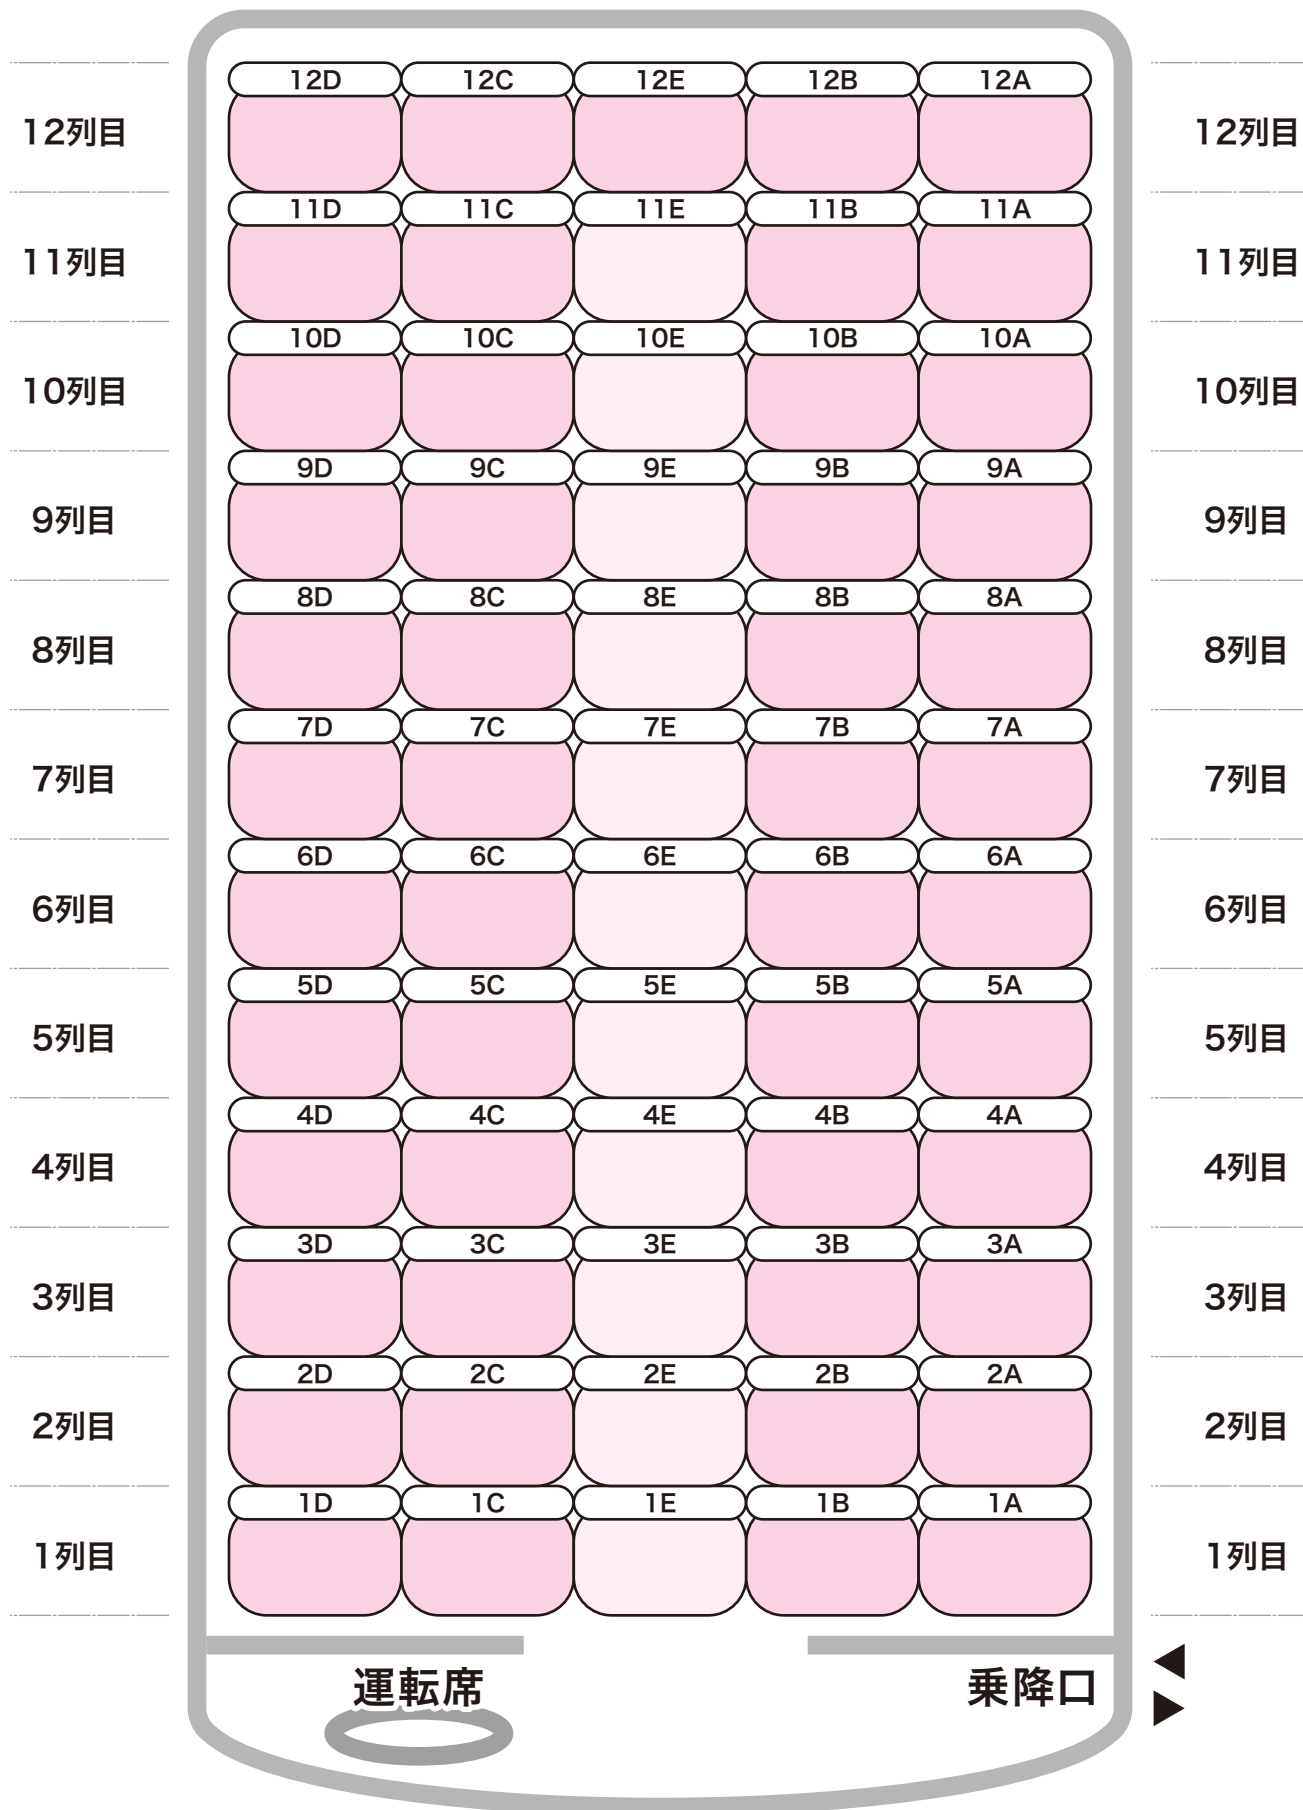 12D 12C 12E 12B 12A
12列目 12列目
11D 11C 11E 11B 11A
11列目 11列目
10D 10C 10E 10B 10A
10列目 10列目
9D 9C 9E 9B 9A
9列目 9列目
8D 8C 8E 8B 8A
8列目 8列目
7D 7C 7E 7B 7A
7列目 7列目
6D 6C 6E 6B 6A
6列目 6列目
5D 5C 5E 5B 5A
5列目 5列目
4D 4C 4E 4B 4A
4列目 4列目
3D 3C 3E 3B 3A
3列目 3列目
2D 2C 2E 2B 2A
2列目 2列目
1D 1C 1E 1B 1A
1列目 1列目
運転席 乗降口